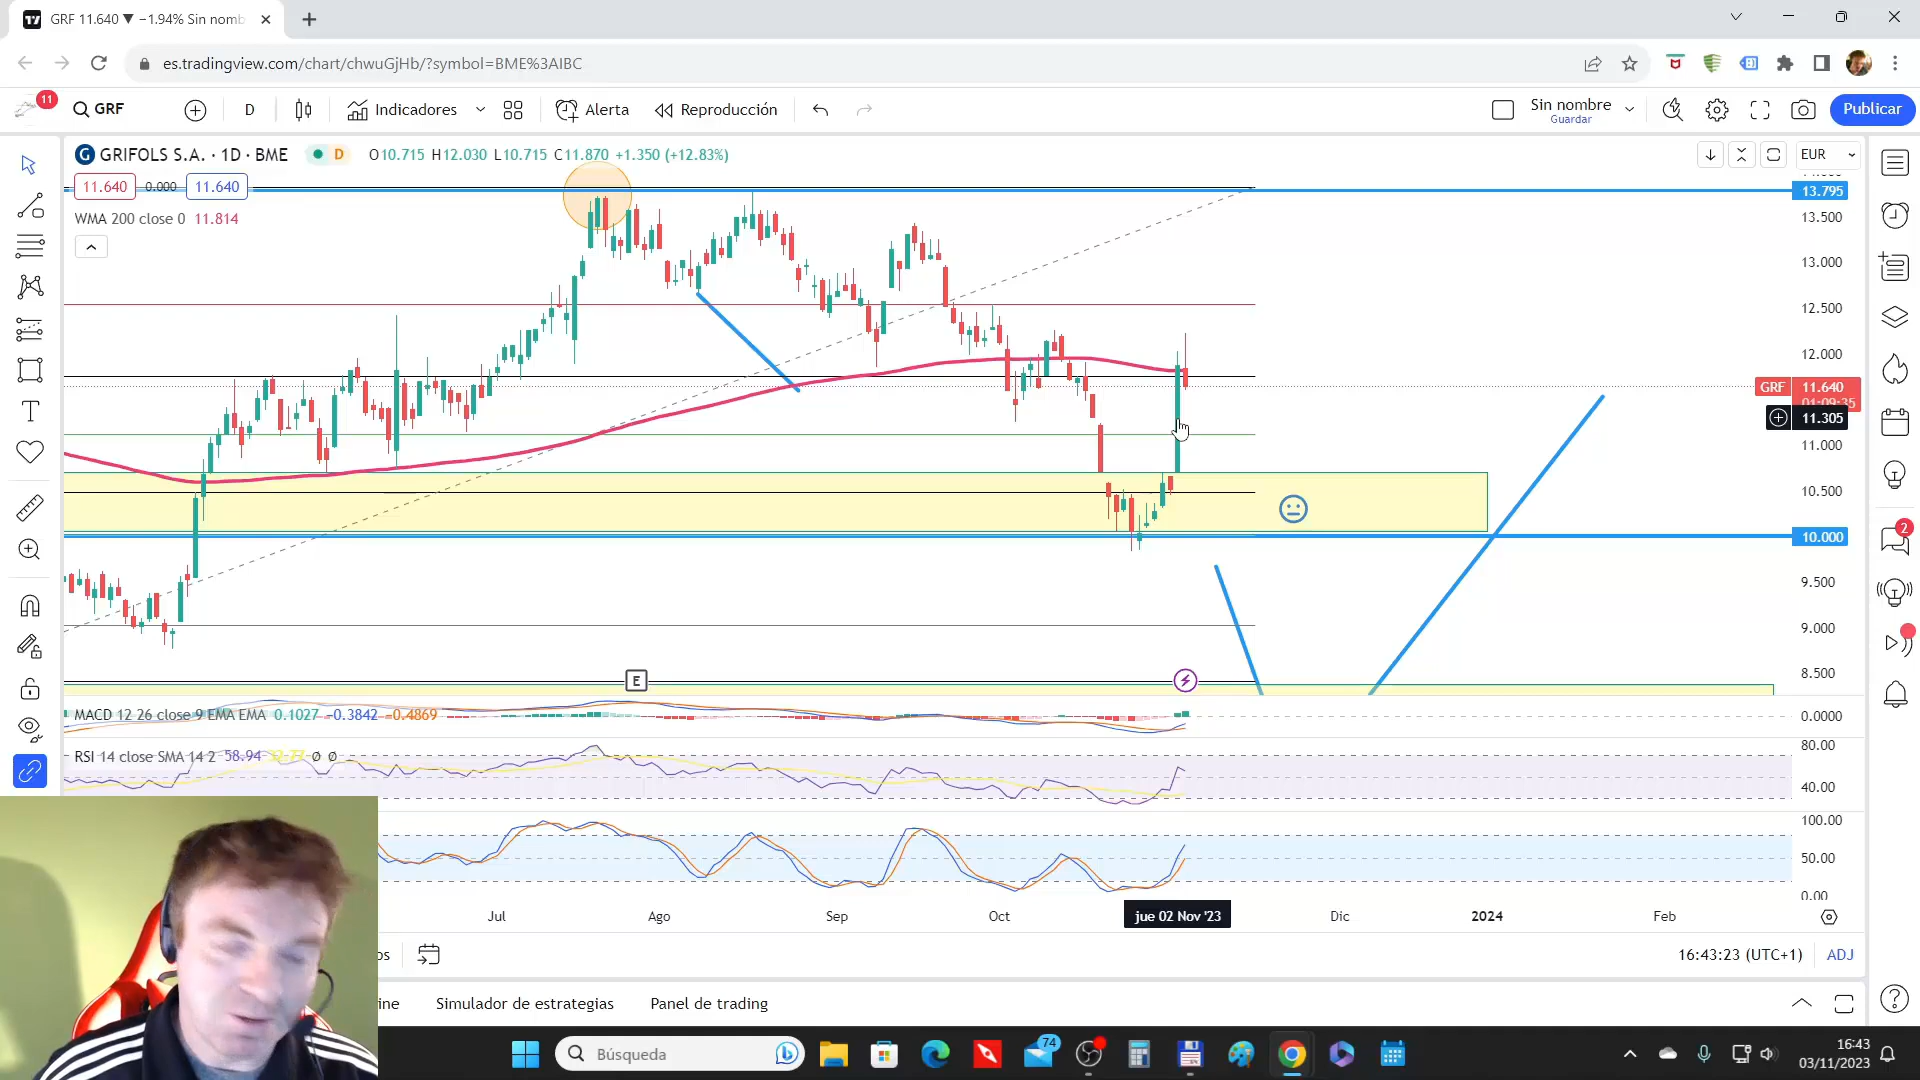 GRF 11.640 ▼ −1.94% Sin nomb
es.tradingview.com/chart/chwuGjHb/?symbol=BME%3AIBC
11
GRF
D
Indicadores
Alerta
Reproducción
Sin nombre
Guardar
Publicar
GRIFOLS S.A. · 1D · BME
D
O10.715 H12.030 L10.715 C11.870 +1.350 (+12.83%)
EUR
11.640
0.000
11.640
WMA 200 close 0 11.814
13.795
13.500
13.000
12.500
12.000
GRF 11.640
01:09:35
11.305
11.000
10.500
10.000
9.500
9.000
8.500
E
MACD 12 26 close 9 EMA EMA 0.1027 −0.3842 −0.4869
0.0000
RSI 14 close SMA 14 2 58.94 ∅ ∅
80.00
40.00
100.00
50.00
0.00
Jul
Ago
Sep
Oct
jue 02 Nov '23
Dic
2024
Feb
16:43:23 (UTC+1)
ADJ
Simulador de estrategias
Panel de trading
2
Búsqueda
74
16:43
03/11/2023